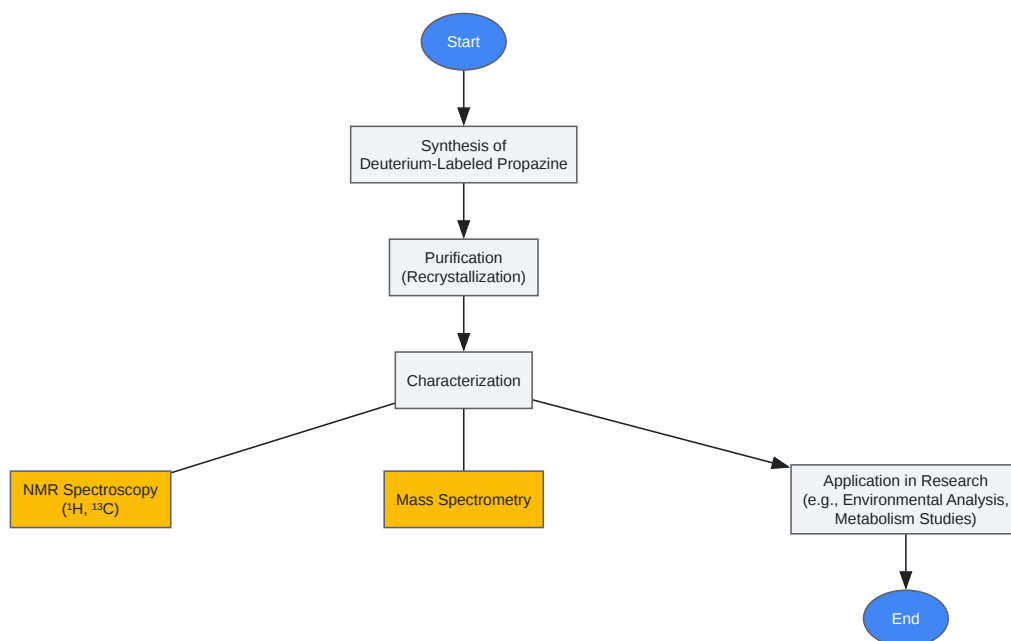 Start
Synthesis of
Deuterium-Labeled Propazine
Purification
(Recrystallization)
Characterization
NMR Spectroscopy
(¹H, ¹³C)
Mass Spectrometry
Application in Research
(e.g., Environmental Analysis,
Metabolism Studies)
End